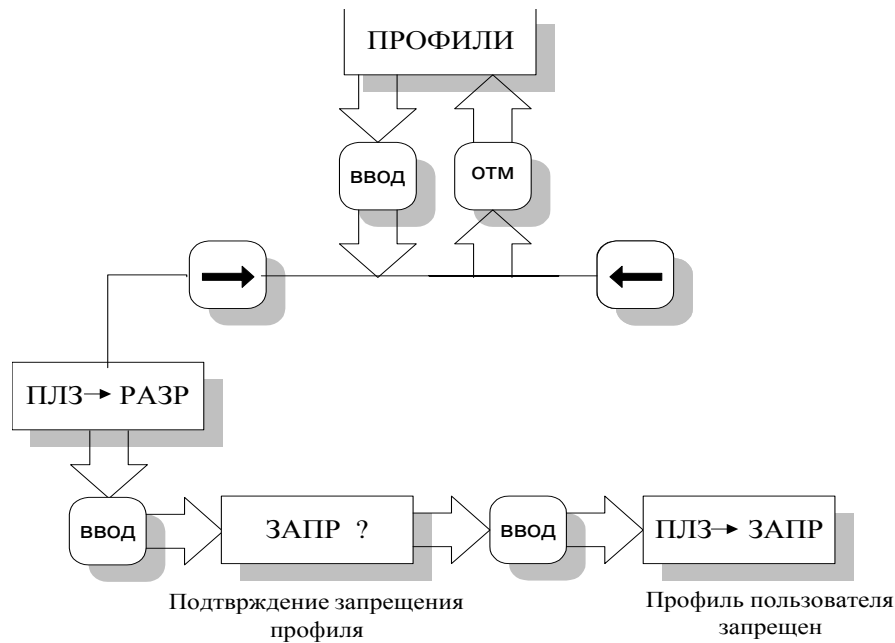 ПРОФИЛИ
ВВОД
ОТМ
ПЛЗ→ РАЗР
ВВОД
ЗАПР ?
ВВОД
ПЛЗ→ ЗАПР
Подтврждение запрещения
профиля
Профиль пользователя
запрещен